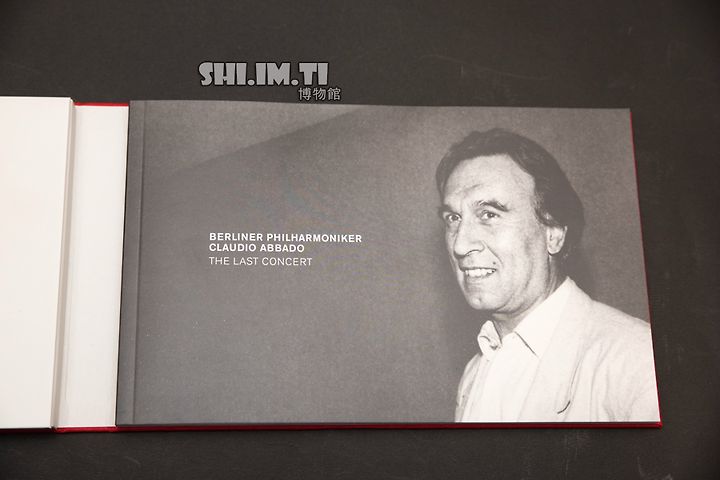 SHI.IM.TI
博物館
BERLINER PHILHARMONIKER
CLAUDIO ABBADO
THE LAST CONCERT